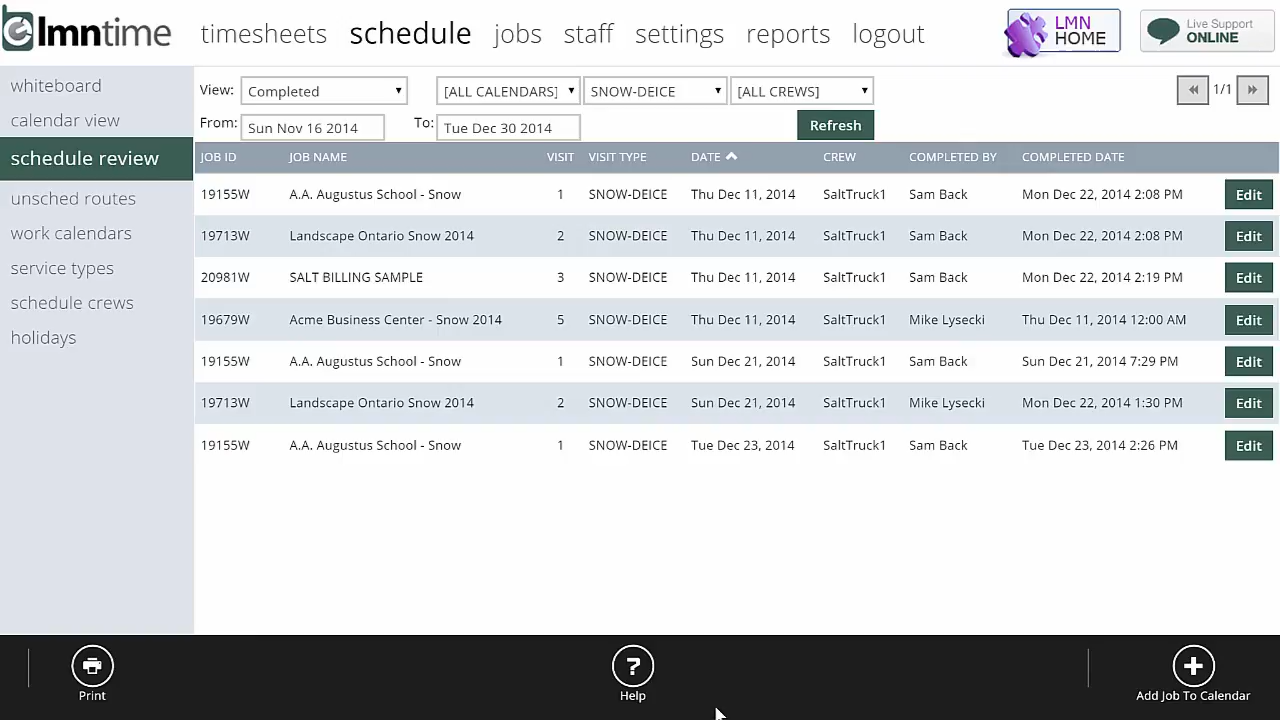 lmntime timesheets schedule jobs staff settings reports logout LMN HOME Live Support ONLINE
whiteboard
calendar view
schedule review
unsched routes
work calendars
service types
schedule crews
holidays
View: Completed [ALL CALENDARS] SNOW-DEICE [ALL CREWS] 1/1
From: Sun Nov 16 2014 To: Tue Dec 30 2014 Refresh
JOB ID JOB NAME VISIT VISIT TYPE DATE CREW COMPLETED BY COMPLETED DATE
19155W A.A. Augustus School - Snow 1 SNOW-DEICE Thu Dec 11, 2014 SaltTruck1 Sam Back Mon Dec 22, 2014 2:08 PM Edit
19713W Landscape Ontario Snow 2014 2 SNOW-DEICE Thu Dec 11, 2014 SaltTruck1 Sam Back Mon Dec 22, 2014 2:08 PM Edit
20981W SALT BILLING SAMPLE 3 SNOW-DEICE Thu Dec 11, 2014 SaltTruck1 Sam Back Mon Dec 22, 2014 2:19 PM Edit
19679W Acme Business Center - Snow 2014 5 SNOW-DEICE Thu Dec 11, 2014 SaltTruck1 Mike Lysecki Thu Dec 11, 2014 12:00 AM Edit
19155W A.A. Augustus School - Snow 1 SNOW-DEICE Sun Dec 21, 2014 SaltTruck1 Sam Back Sun Dec 21, 2014 7:29 PM Edit
19713W Landscape Ontario Snow 2014 2 SNOW-DEICE Sun Dec 21, 2014 SaltTruck1 Mike Lysecki Mon Dec 22, 2014 1:30 PM Edit
19155W A.A. Augustus School - Snow 1 SNOW-DEICE Tue Dec 23, 2014 SaltTruck1 Sam Back Tue Dec 23, 2014 2:26 PM Edit
Print ? Help Add Job To Calendar